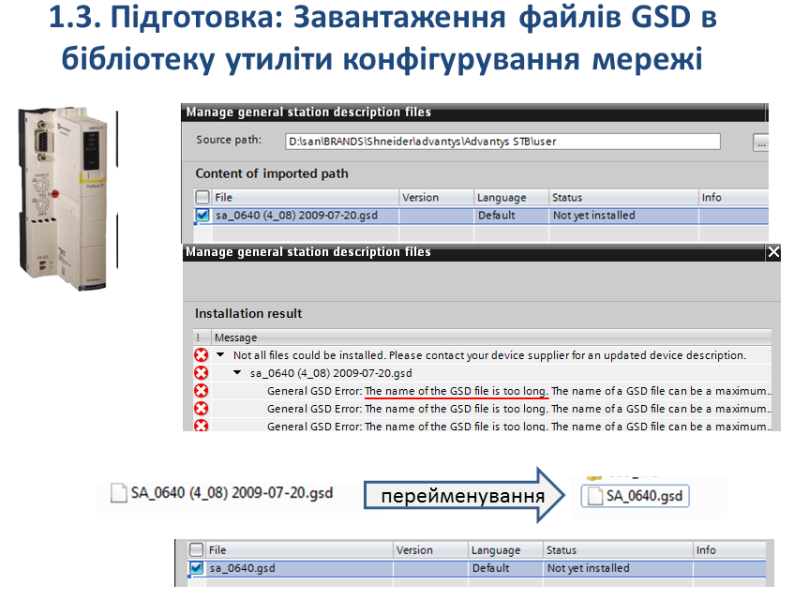 1.3. Підготовка: Завантаження файлів GSD в
бібліотеку утиліти конфігурування мережі
Manage general station description files
Source path: D:\san\BRANDS\Shneider\advantys\Advantys STB\user ...
Content of imported path
File Version Language Status Info
sa_0640 (4_08) 2009-07-20.gsd Default Not yet installed
Manage general station description files
Installation result
! Message
Not all files could be installed. Please contact your device supplier for an updated device description.
sa_0640 (4_08) 2009-07-20.gsd
General GSD Error: The name of the GSD file is too long. The name of a GSD file can be a maximum...
General GSD Error: The name of the GSD file is too long. The name of a GSD file can be a maximum...
General GSD Error: The name of the GSD file is too long. The name of a GSD file can be a maximum...
SA_0640 (4_08) 2009-07-20.gsd перейменування SA_0640.gsd
File Version Language Status Info
sa_0640.gsd Default Not yet installed